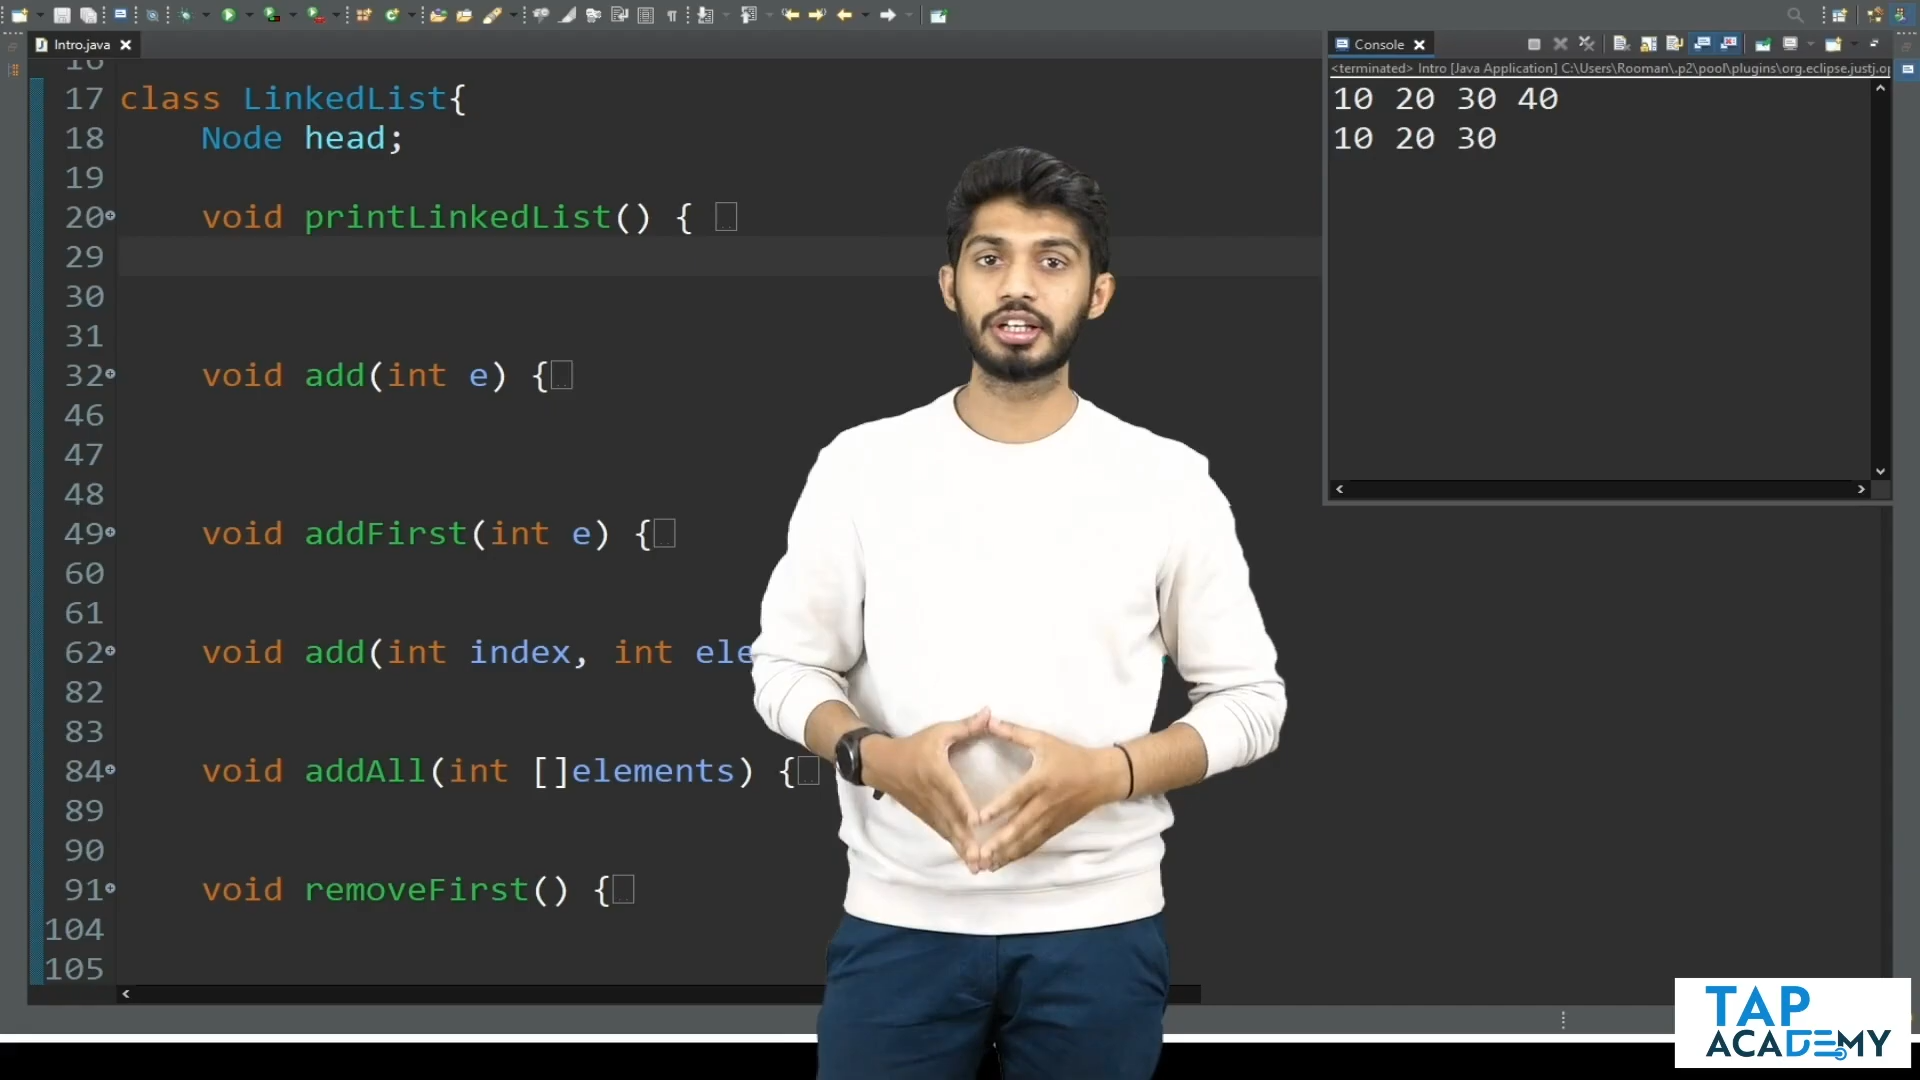 Intro.java
16
17 class LinkedList{
18 Node head;
19
20 void printLinkedList() {
29
30
31
32 void add(int e) {
46
47
48
49 void addFirst(int e) {
60
61
62 void add(int index, int ele
82
83
84 void addAll(int []elements) {
89
90
91 void removeFirst() {
104
105
Console
<terminated> Intro [Java Application] C:\Users\Rooman\.p2\pool\plugins\org.eclipse.justj.op
10 20 30 40
10 20 30
TAP
ACADEMY